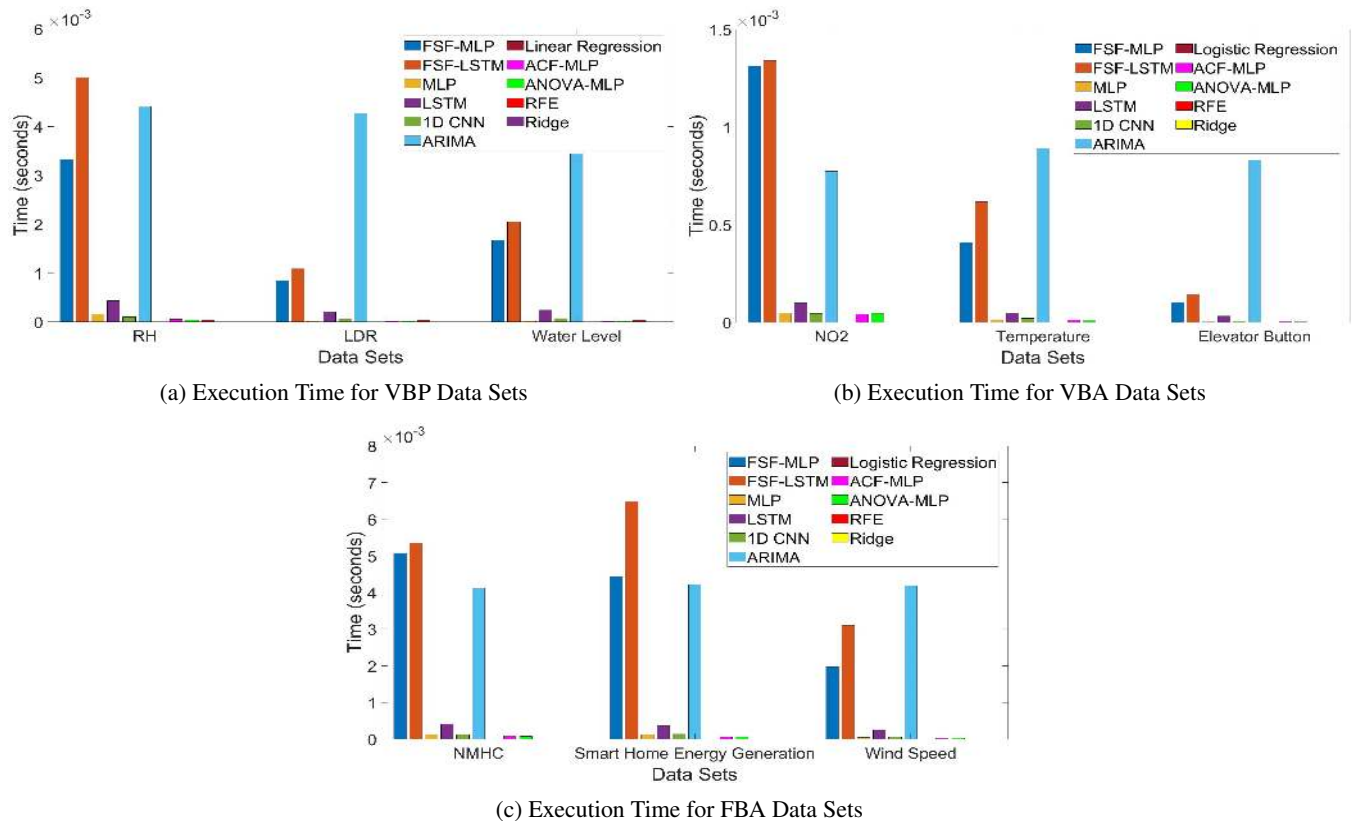 ×10⁻³
6
5
4
3
2
1
0
Time (seconds)
FSF-MLP
FSF-LSTM
MLP
LSTM
1D CNN
ARIMA
Linear Regression
ACF-MLP
ANOVA-MLP
RFE
Ridge
RH
LDR
Water Level
Data Sets
(a) Execution Time for VBP Data Sets
×10⁻³
1.5
1
0.5
0
Time (seconds)
FSF-MLP
FSF-LSTM
MLP
LSTM
1D CNN
ARIMA
Logistic Regression
ACF-MLP
ANOVA-MLP
RFE
Ridge
NO2
Temperature
Elevator Button
Data Sets
(b) Execution Time for VBA Data Sets
×10⁻³
8
7
6
5
4
3
2
1
0
Time (seconds)
FSF-MLP
FSF-LSTM
MLP
LSTM
1D CNN
ARIMA
Logistic Regression
ACF-MLP
ANOVA-MLP
RFE
Ridge
NMHC
Smart Home Energy Generation
Wind Speed
Data Sets
(c) Execution Time for FBA Data Sets